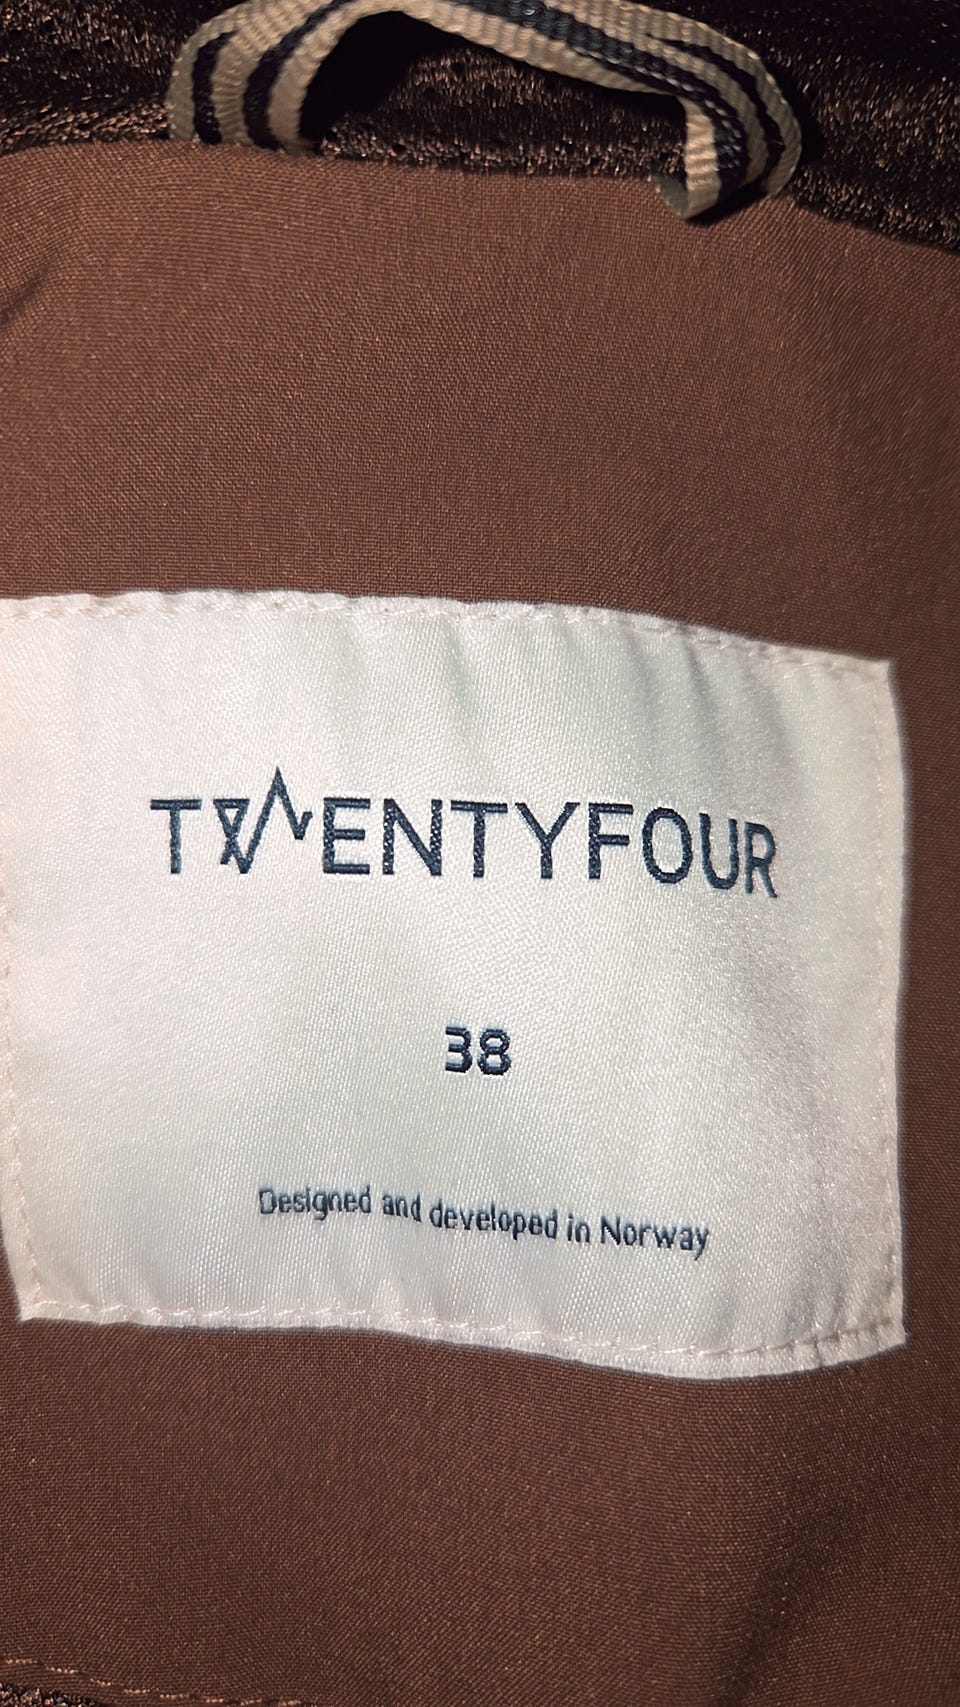 TWENTYFOUR
38
Designed and developed in Norway